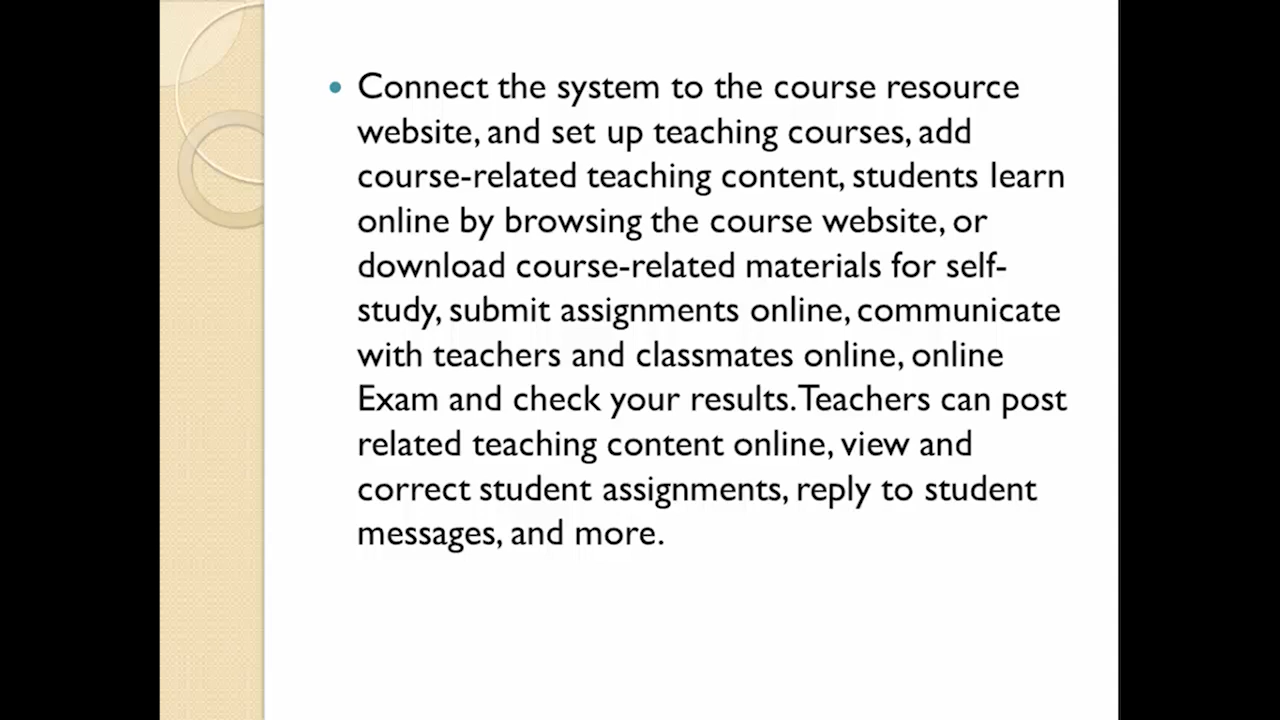 • Connect the system to the course resource
website, and set up teaching courses, add
course-related teaching content, students learn
online by browsing the course website, or
download course-related materials for self-
study, submit assignments online, communicate
with teachers and classmates online, online
Exam and check your results. Teachers can post
related teaching content online, view and
correct student assignments, reply to student
messages, and more.